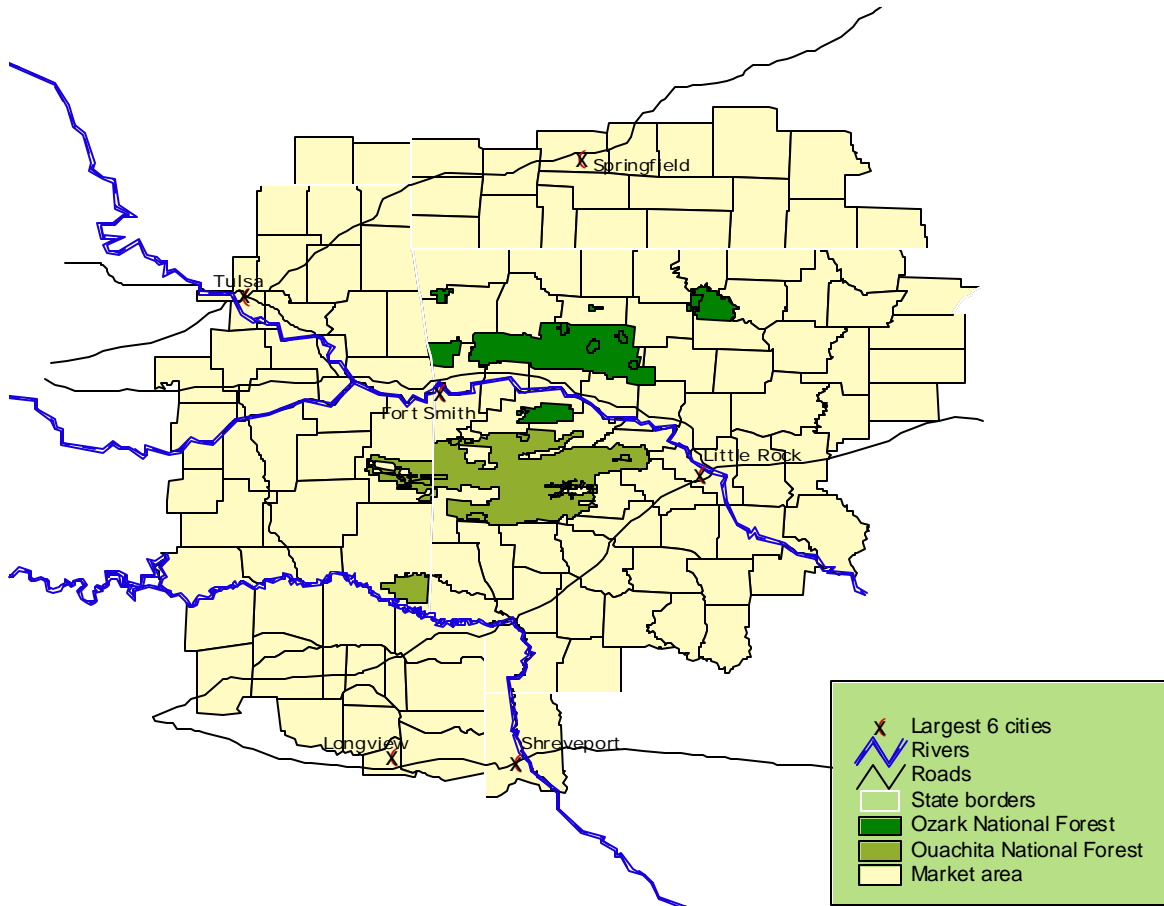 Springfield
Tulsa
Fort Smith
Little Rock
Longview
Shreveport
Largest 6 cities
Rivers
Roads
State borders
Ozark National Forest
Ouachita National Forest
Market area